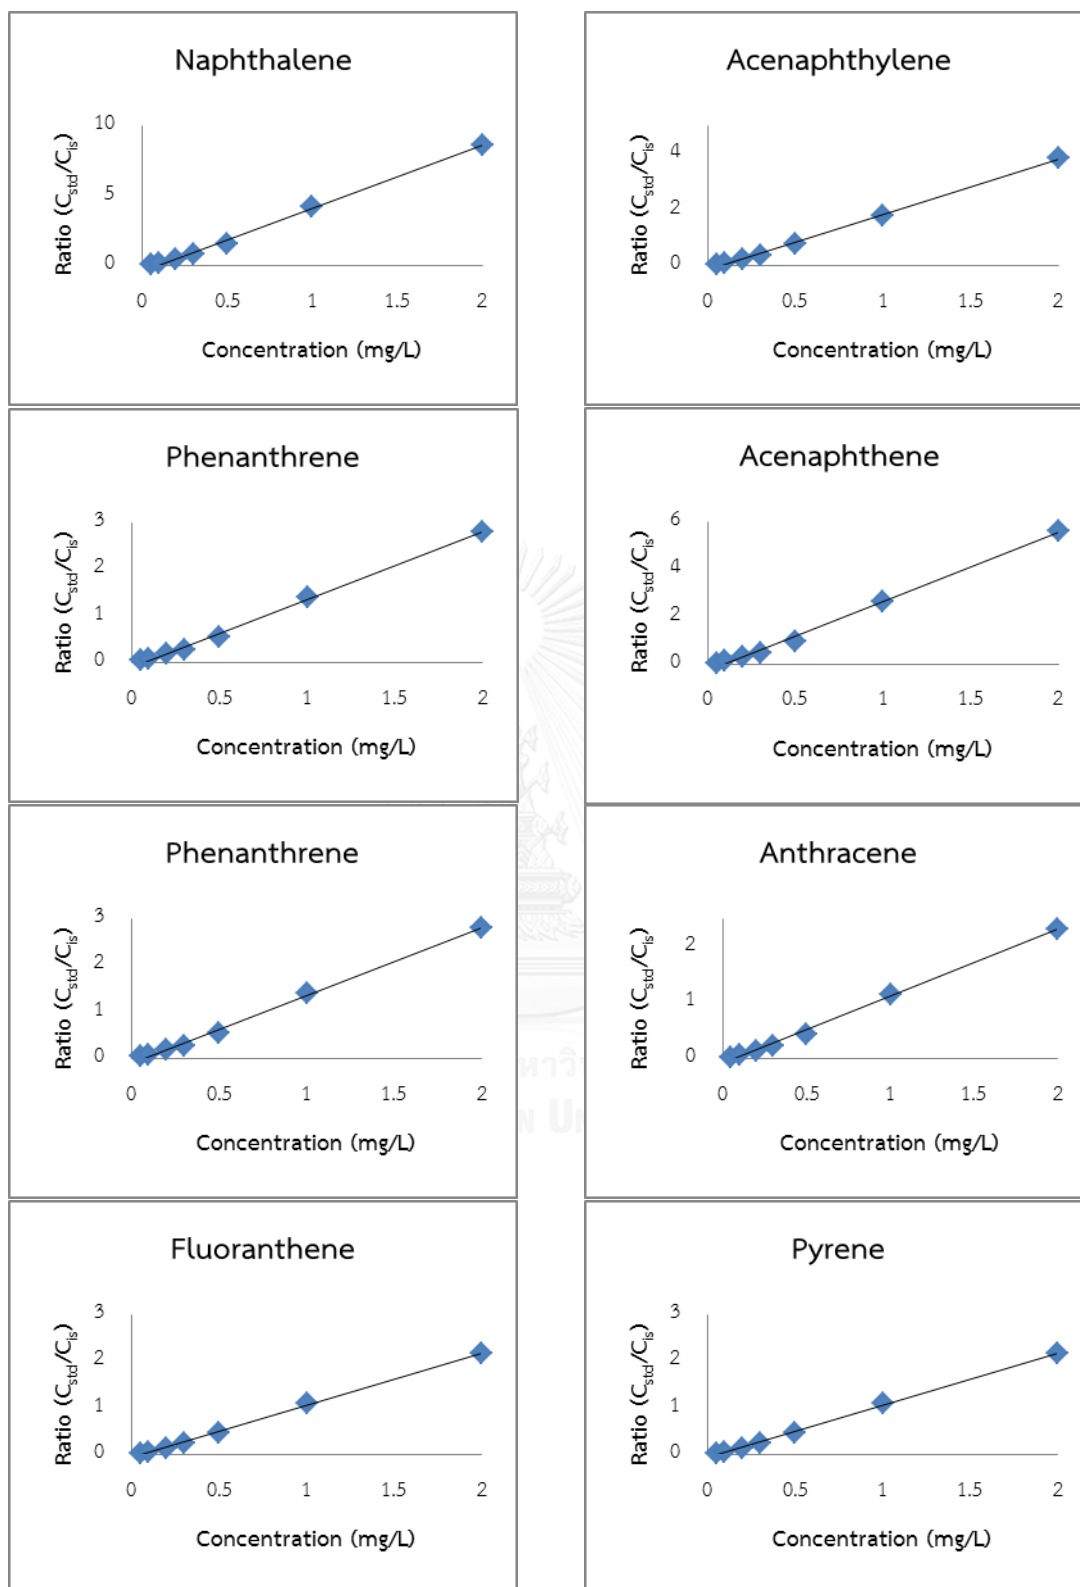 Naphthalene
Ratio (Cstd/Cis)
10
5
0
0 0.5 1 1.5 2
Concentration (mg/L)
Acenaphthylene
Ratio (Cstd/Cis)
4
2
0
0 0.5 1 1.5 2
Concentration (mg/L)
Phenanthrene
Ratio (Cstd/Cis)
3
2
1
0
0 0.5 1 1.5 2
Concentration (mg/L)
Acenaphthene
Ratio (Cstd/Cis)
6
4
2
0
0 0.5 1 1.5 2
Concentration (mg/L)
Phenanthrene
Ratio (Cstd/Cis)
3
2
1
0
0 0.5 1 1.5 2
Concentration (mg/L)
Anthracene
Ratio (Cstd/Cis)
2
1
0
0 0.5 1 1.5 2
Concentration (mg/L)
Fluoranthene
Ratio (Cstd/Cis)
3
2
1
0
0 0.5 1 1.5 2
Concentration (mg/L)
Pyrene
Ratio (Cstd/Cis)
3
2
1
0
0 0.5 1 1.5 2
Concentration (mg/L)